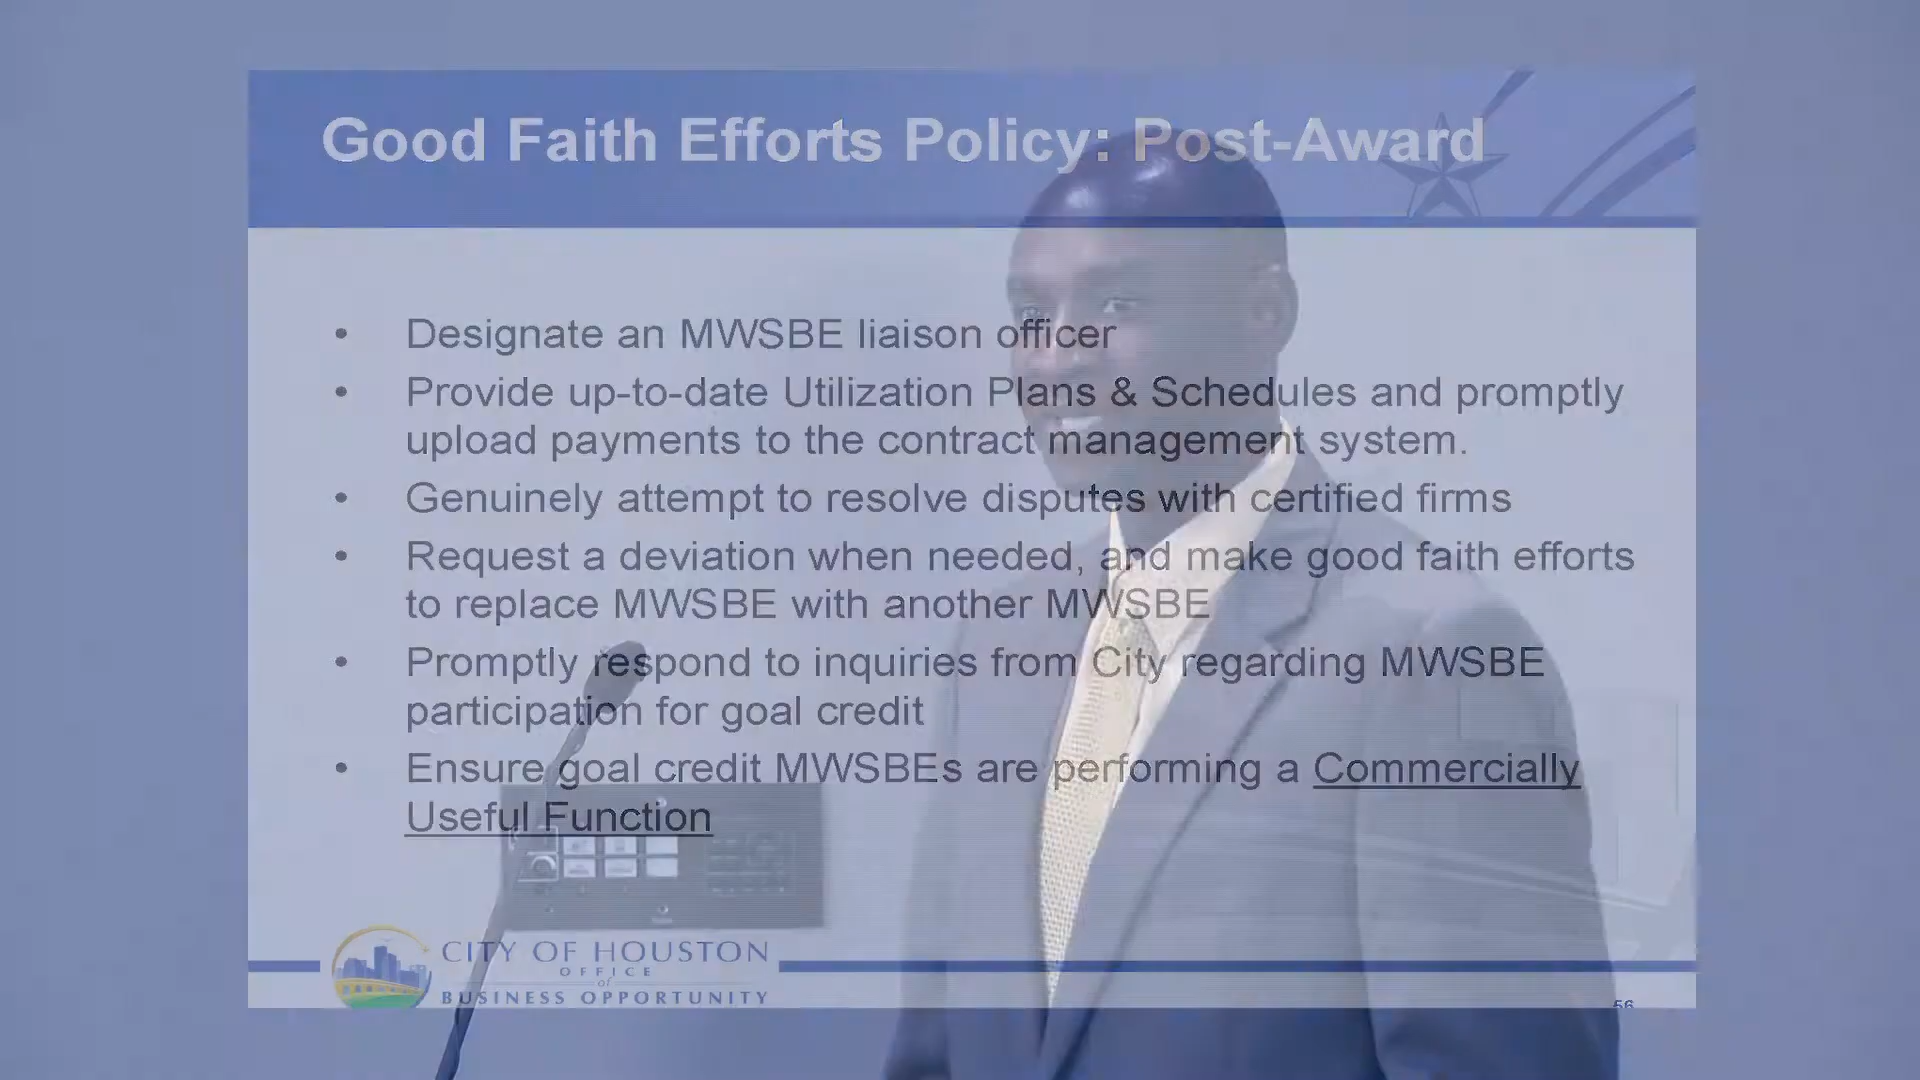 Good Faith Efforts Policy: Post-Award
• Designate an MWSBE liaison officer
• Provide up-to-date Utilization Plans & Schedules and promptly
upload payments to the contract management system.
• Genuinely attempt to resolve disputes with certified firms
• Request a deviation when needed, and make good faith efforts
to replace MWSBE with another MWSBE
• Promptly respond to inquiries from City regarding MWSBE
participation for goal credit
• Ensure goal credit MWSBEs are performing a Commercially
Useful Function
CITY OF HOUSTON
OFFICE
of
BUSINESS OPPORTUNITY
56